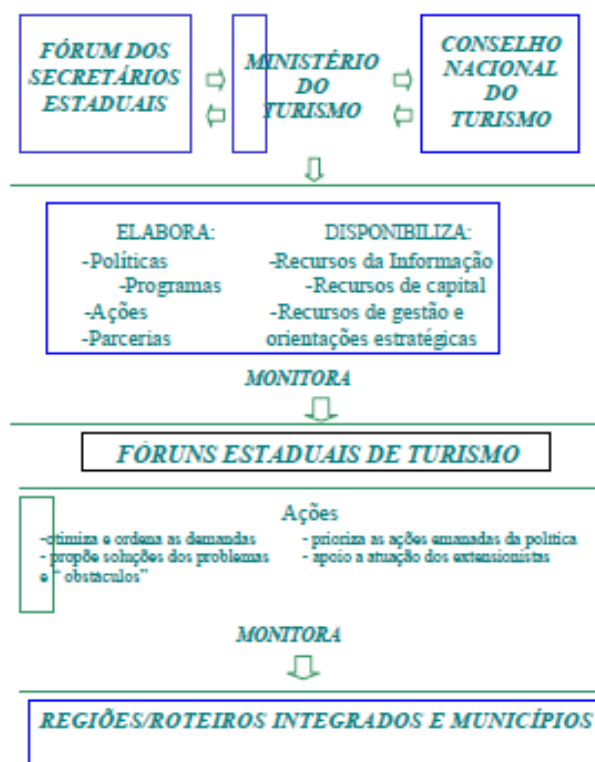 FÓRUM DOS
SECRETÁRIOS
ESTADUAIS
MINISTÉRIO
DO
TURISMO
CONSELHO
NACIONAL
DO
TURISMO
ELABORA:
-Políticas
-Programas
-Ações
-Parcerias
DISPONIBILIZA:
-Recursos da Informação
-Recursos de capital
-Recursos de gestão e
orientações estratégicas
MONITORA
FÓRUNS ESTADUAIS DE TURISMO
Ações
-otimiza e ordena as demandas
- propõe soluções dos problemas
e “ obstáculos”
- prioriza as ações emanadas da política
- apoio a atuação dos extensionistas
MONITORA
REGIÕES/ROTEIROS INTEGRADOS E MUNICÍPIOS